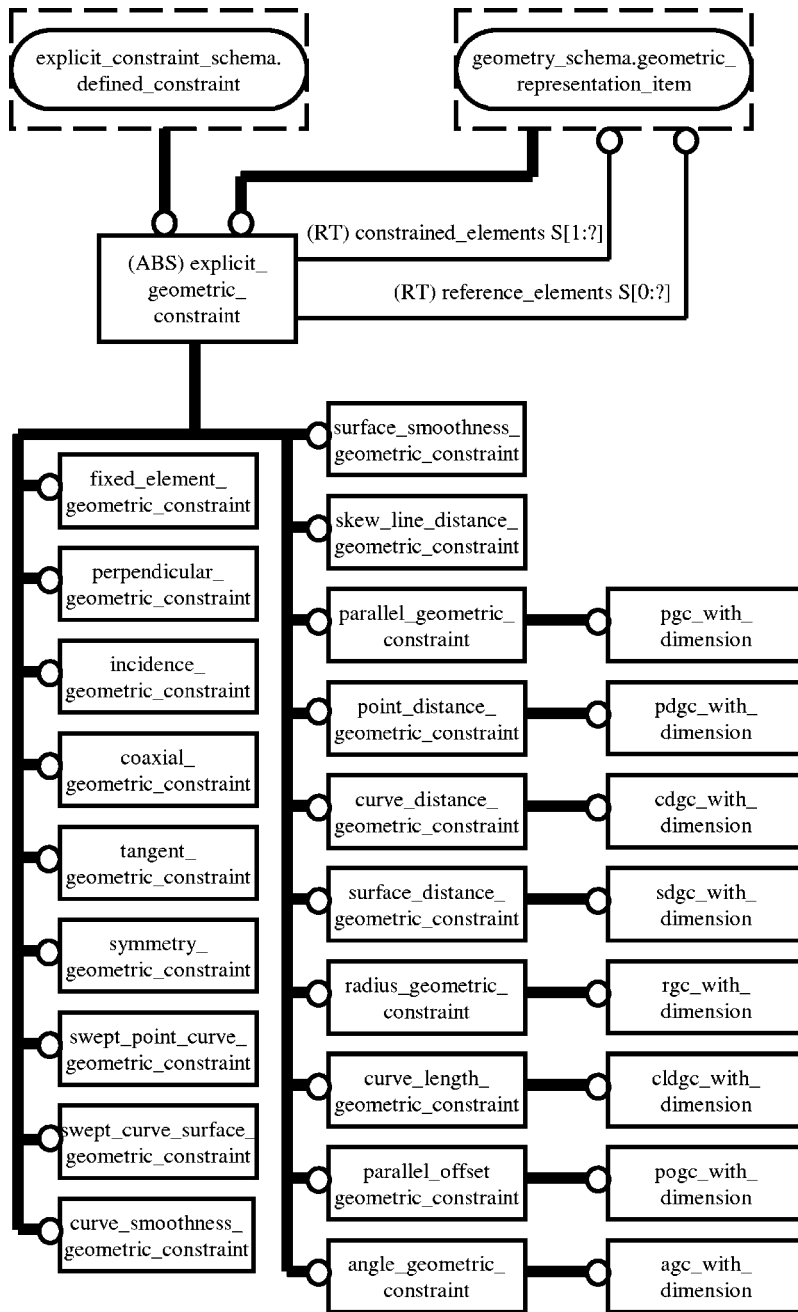 explicit_constraint_schema.
defined_constraint
geometry_schema.geometric_
representation_item
(RT) constrained_elements S[1:?]
(ABS) explicit_
geometric_
constraint
(RT) reference_elements S[0:?]
surface_smoothness_
geometric_constraint
fixed_element_
geometric_constraint
skew_line_distance_
geometric_constraint
perpendicular_
geometric_constraint
parallel_geometric_
constraint
pgc_with_
dimension
incidence_
geometric_constraint
point_distance_
geometric_constraint
pdgc_with_
dimension
coaxial_
geometric_constraint
curve_distance_
geometric_constraint
cdgc_with_
dimension
tangent_
geometric_constraint
surface_distance_
geometric_constraint
sdgc_with_
dimension
symmetry_
geometric_constraint
radius_geometric_
constraint
rgc_with_
dimension
swept_point_curve_
geometric_constraint
curve_length_
geometric_constraint
cldgc_with_
dimension
swept_curve_surface_
geometric_constraint
parallel_offset
geometric_constraint
pogc_with_
dimension
curve_smoothness_
geometric_constraint
angle_geometric_
constraint
agc_with_
dimension